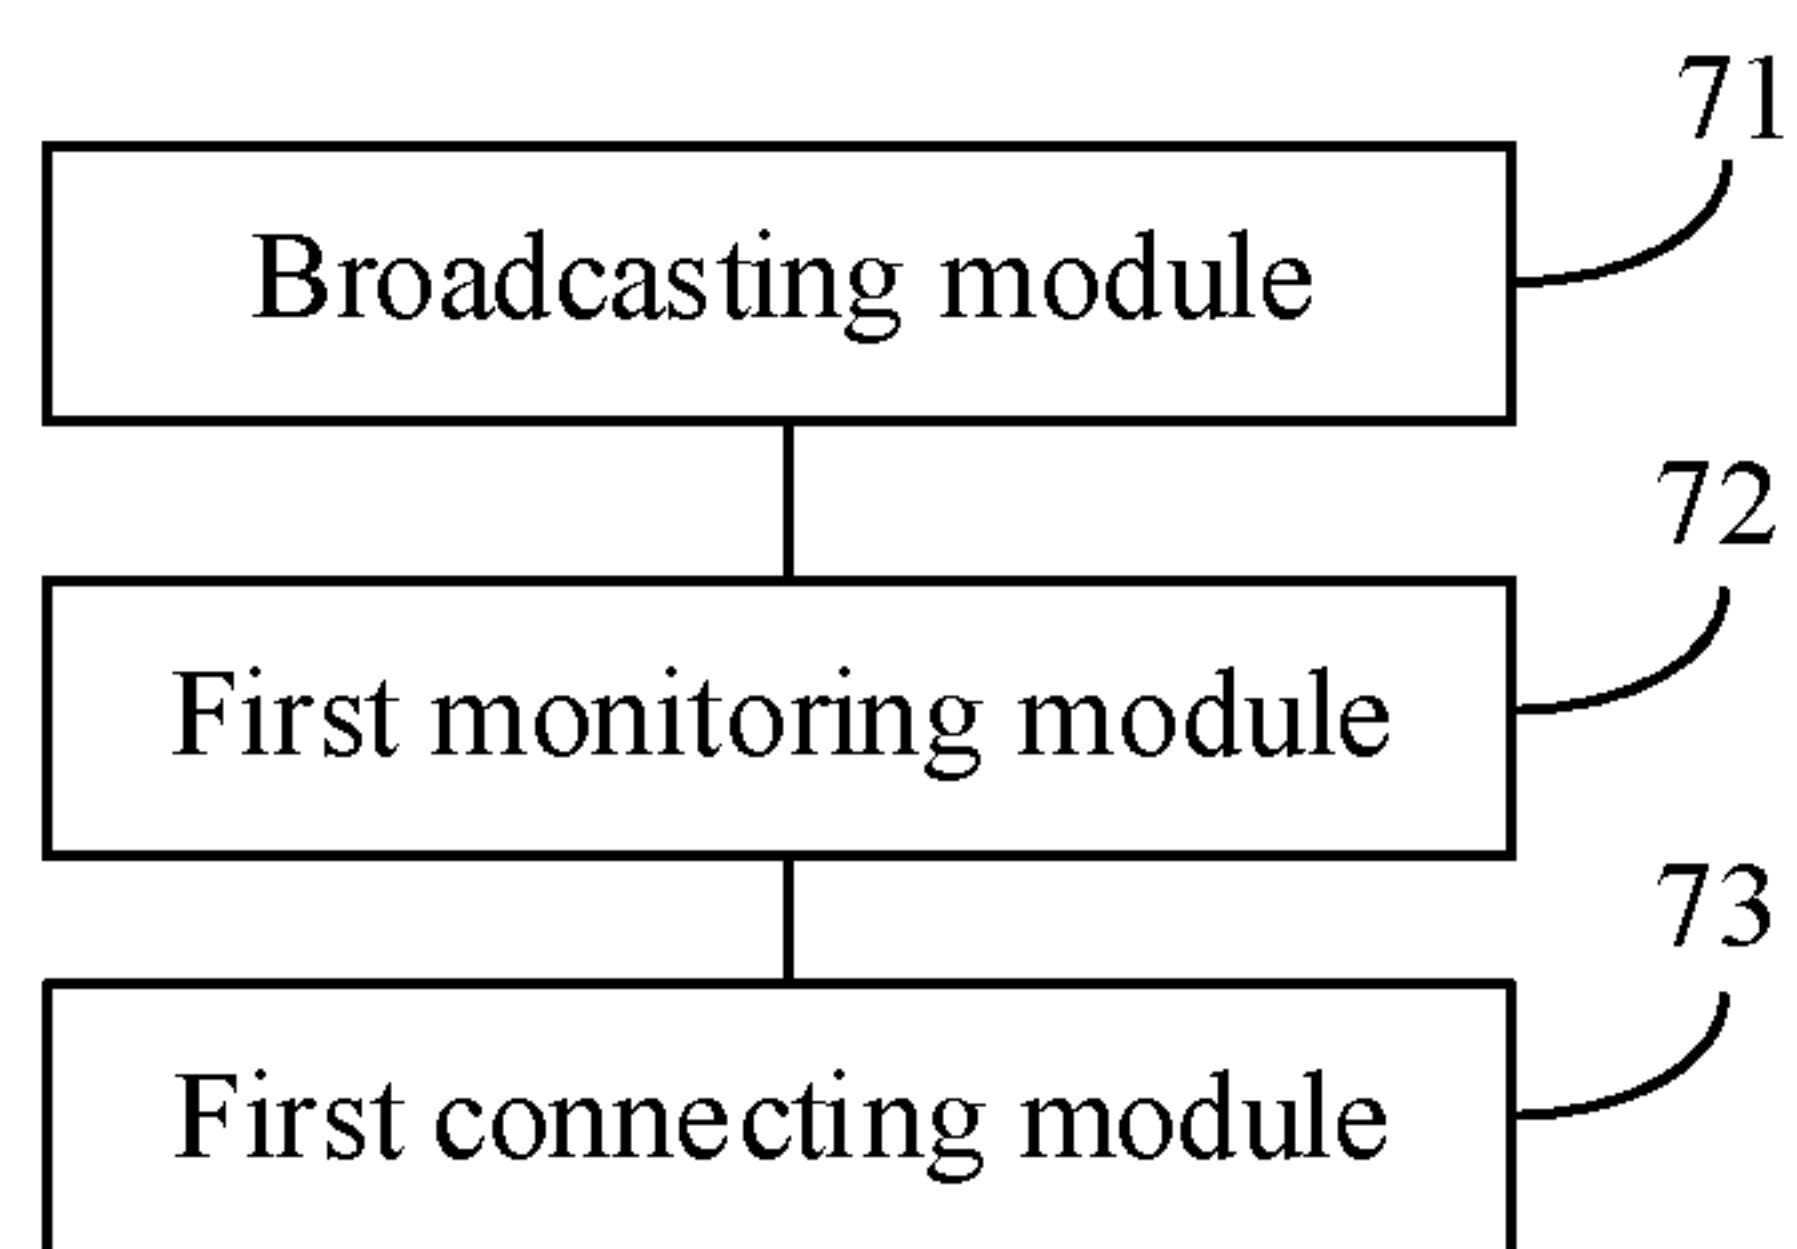 71
Broadcasting module
72
First monitoring module
73
First connecting module